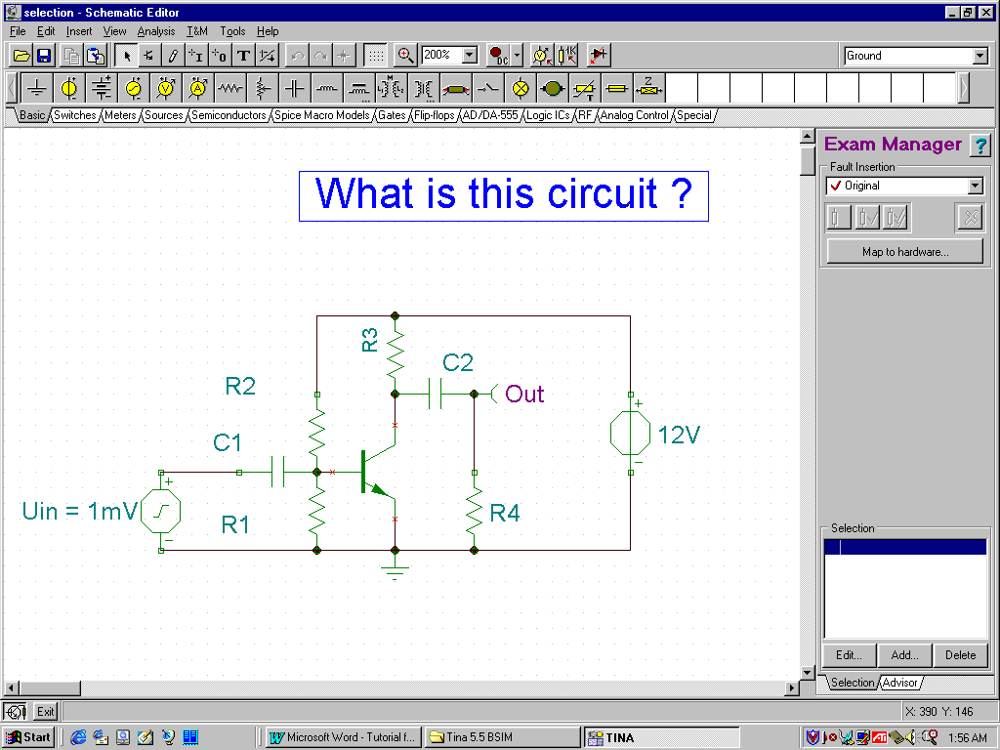 selection - Schematic Editor
File Edit Insert View Analysis T&M Tools Help
200% DC 1K Ground
Basic Switches Meters Sources Semiconductors Spice Macro Models Gates Flip-flops AD/DA-555 Logic ICs RF Analog Control Special
Exam Manager ?
Fault Insertion
Original
Map to hardware...
What is this circuit ?
R3
C2
R2
Out
+
C1
12V
+
Uin = 1mV
R1
R4
Selection
Edit... Add... Delete
Selection Advisor
Exit
X: 390 Y: 146
Start Microsoft Word - Tutorial f... Tina 5.5 BSIM TINA 1:56 AM